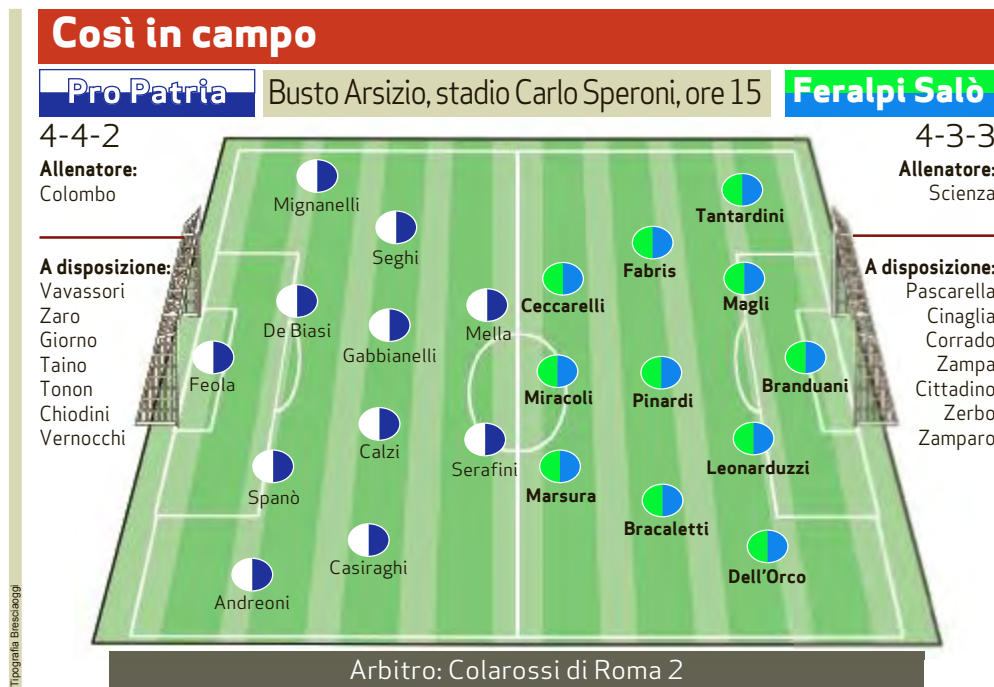 Così in campo
Pro Patria
Busto Arsizio, stadio Carlo Speroni, ore 15
Feralpi Salò
4-4-2
Allenatore:
Colombo
A disposizione:
Vavassori
Zaro
Giorno
Taino
Tonon
Chiodini
Vernocchi
4-3-3
Allenatore:
Scienza
A disposizione:
Pascarella
Cinaglia
Corrado
Zampa
Cittadino
Zerbo
Zamparo
Mignanelli
Seghi
De Biasi
Gabbianelli
Mella
Feola
Calzi
Serafini
Spanò
Casiraghi
Andreoni
Tantardini
Fabris
Ceccarelli
Magli
Miracoli
Pinardi
Branduani
Leonarduzzi
Marsura
Bracaletti
Dell'Orco
Arbitro: Colarossi di Roma 2
Tipografia Bresciaoggi